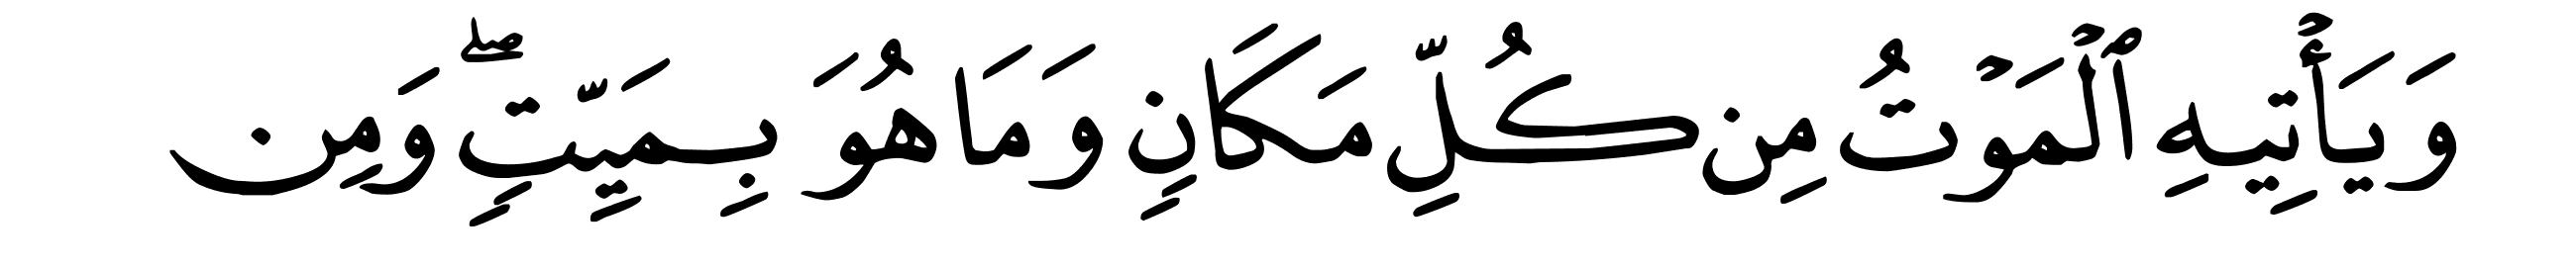 وَيَأۡتِيهِ ٱلۡمَوۡتُ مِن كُلِّ مَكَانٖ وَمَا هُوَ بِمَيِّتٖۖ وَمِن